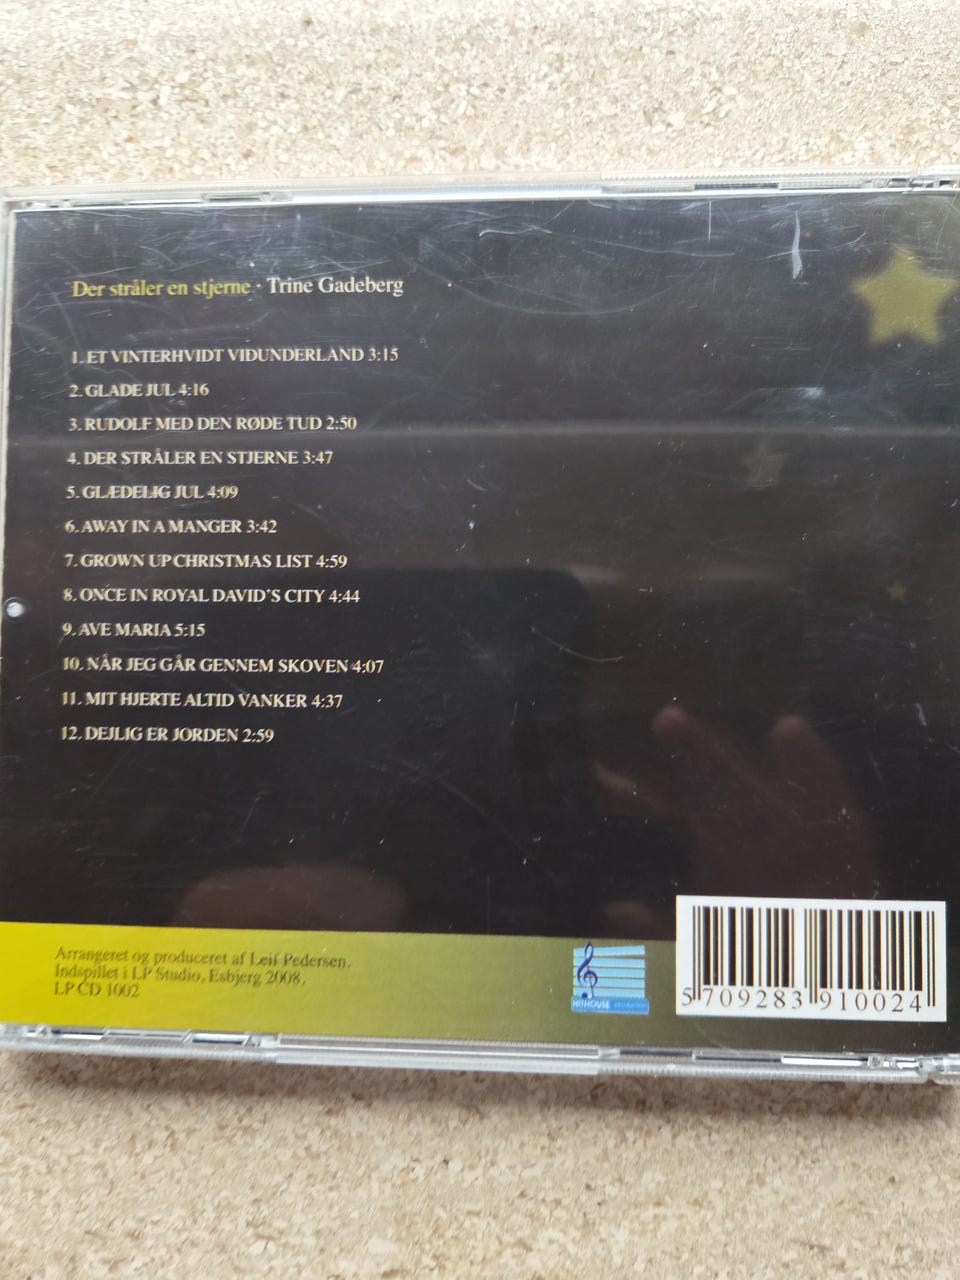 Der stråler en stjerne · Trine Gadeberg
1. ET VINTERHVIDT VIDUNDERLAND 3:15
2. GLADE JUL 4:16
3. RUDOLF MED DEN RØDE TUD 2:50
4. DER STRÅLER EN STJERNE 3:47
5. GLÆDELIG JUL 4:09
6. AWAY IN A MANGER 3:42
7. GROWN UP CHRISTMAS LIST 4:59
8. ONCE IN ROYAL DAVID'S CITY 4:44
9. AVE MARIA 5:15
10. NÅR JEG GÅR GENNEM SKOVEN 4:07
11. MIT HJERTE ALTID VANKER 4:37
12. DEJLIG ER JORDEN 2:59
Arrangeret og produceret af Leif Pedersen.
Indspillet i LP Studio, Esbjerg 2008.
LP CD 1002
HITHOUSE
5 709283 910024